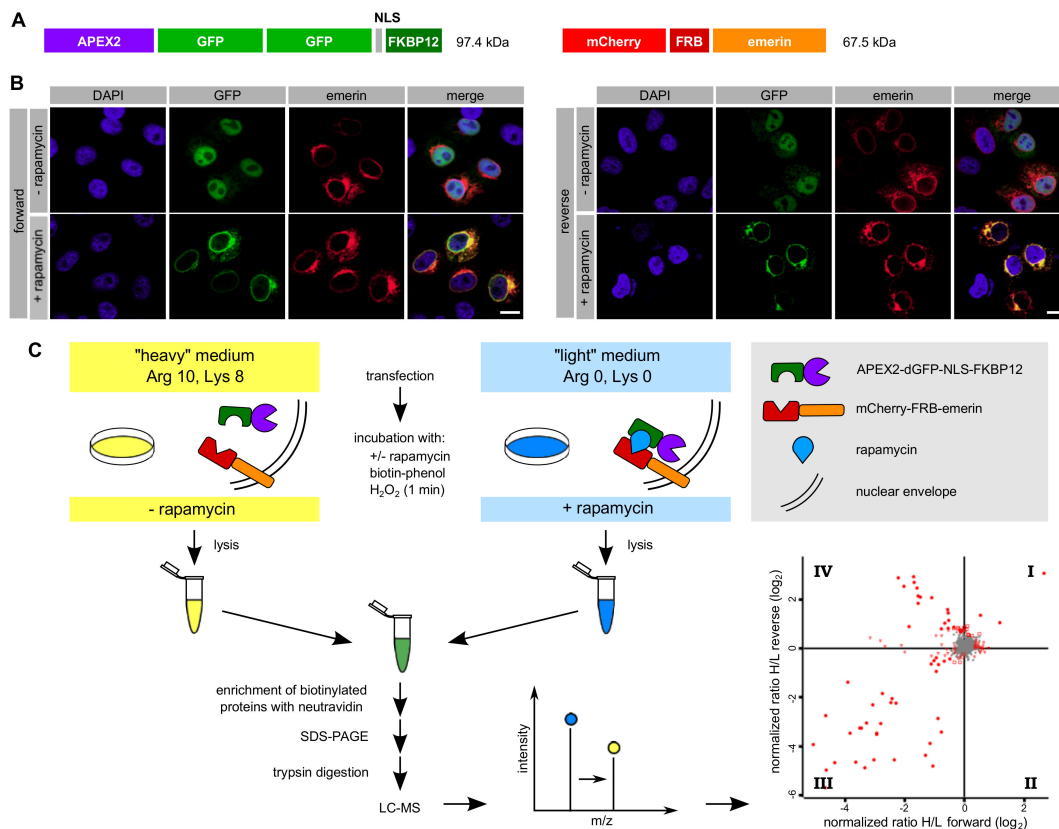 A
NLS
APEX2 GFP GFP FKBP12 97.4 kDa
mCherry FRB emerin 67.5 kDa
B
DAPI GFP emerin merge
forward
- rapamycin
+ rapamycin
DAPI GFP emerin merge
reverse
- rapamycin
+ rapamycin
C
"heavy" medium
Arg 10, Lys 8
- rapamycin
transfection
incubation with:
+/- rapamycin
biotin-phenol
H₂O₂ (1 min)
"light" medium
Arg 0, Lys 0
+ rapamycin
APEX2-dGFP-NLS-FKBP12
mCherry-FRB-emerin
rapamycin
nuclear envelope
lysis
lysis
enrichment of biotinylated
proteins with neutravidin
SDS-PAGE
trypsin digestion
LC-MS
intensity
m/z
normalized ratio H/L reverse (log₂)
IV I
2
0
-2
-4
-6
III II
-4 -2 0 2
normalized ratio H/L forward (log₂)